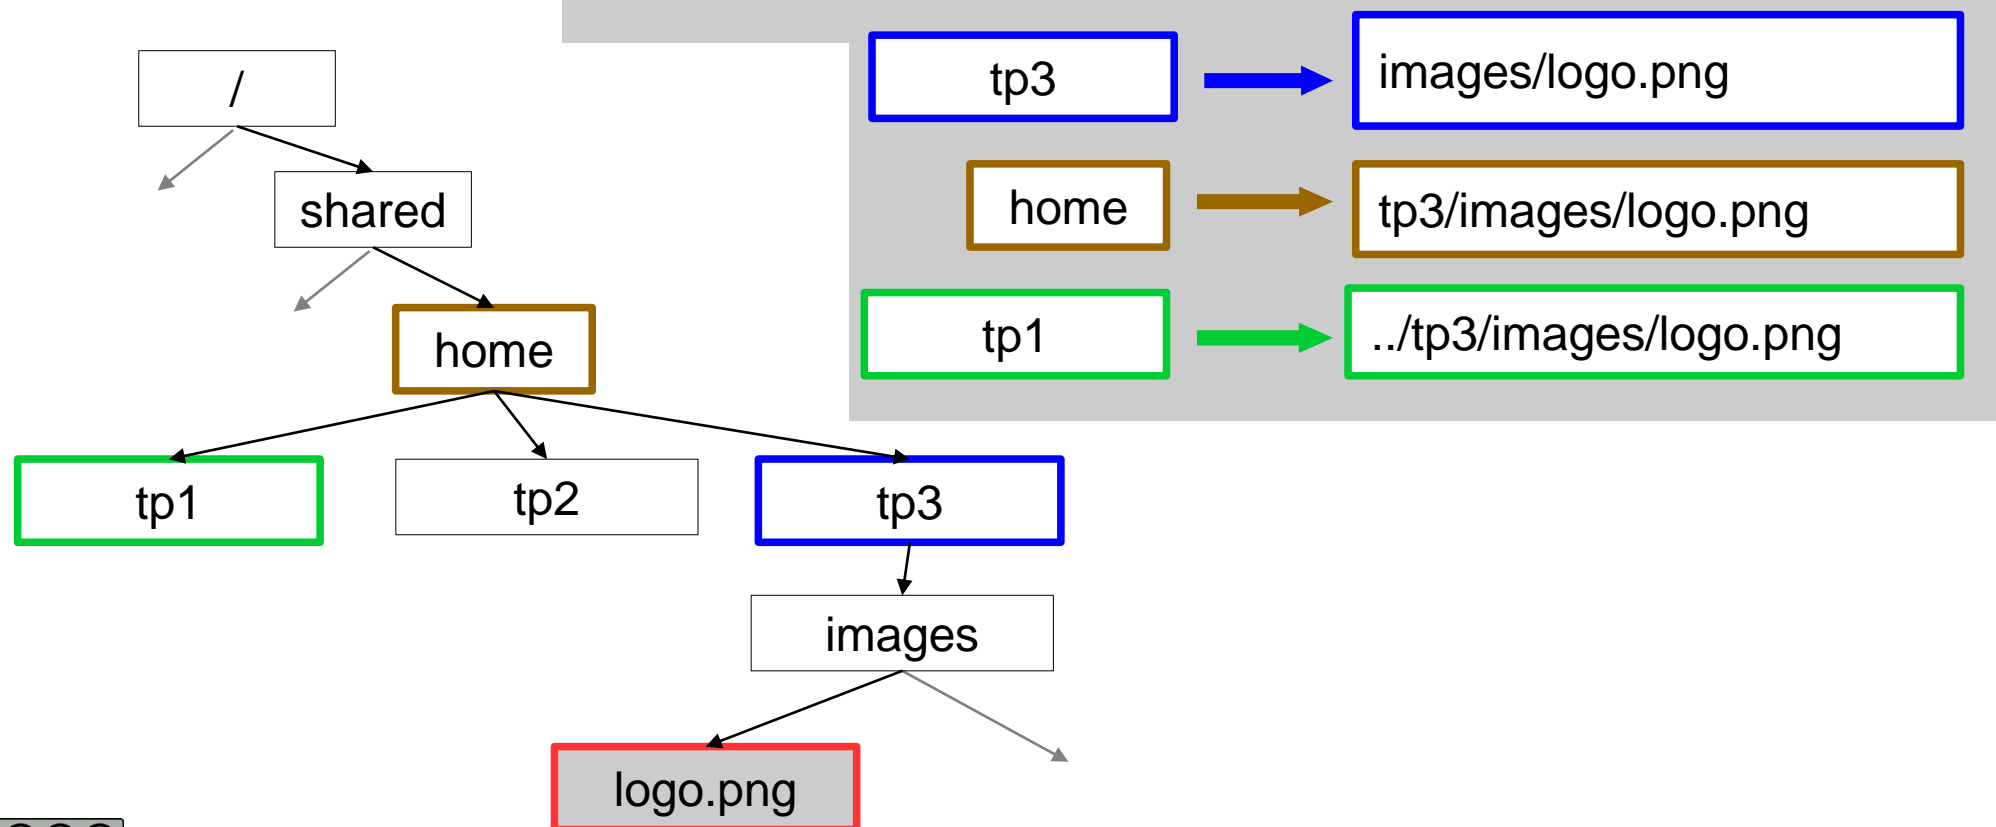 /
shared
home
tp1
tp2
tp3
images
logo.png
tp3
images/logo.png
home
tp3/images/logo.png
tp1
../tp3/images/logo.png